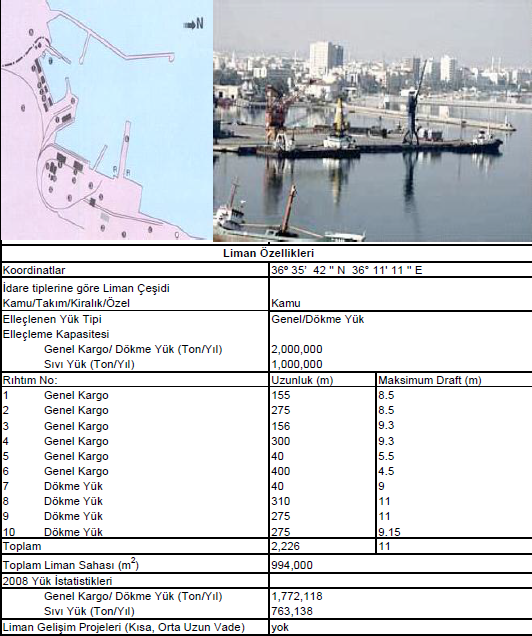 N
R
R
Liman Özellikleri
Koordinatlar 36º 35' 42 '' N 36° 11' 11 '' E
İdare tiplerine göre Liman Çeşidi
Kamu/Takım/Kiralık/Özel Kamu
Elleçlenen Yük Tipi Genel/Dökme Yük
Elleçleme Kapasitesi
Genel Kargo/ Dökme Yük (Ton/Yıl) 2,000,000
Sıvı Yük (Ton/Yıl) 1,000,000
Rıhtım No: Uzunluk (m) Maksimum Draft (m)
1 Genel Kargo 155 8.5
2 Genel Kargo 275 8.5
3 Genel Kargo 156 9.3
4 Genel Kargo 300 9.3
5 Genel Kargo 40 5.5
6 Genel Kargo 400 4.5
7 Dökme Yük 40 9
8 Dökme Yük 310 11
9 Dökme Yük 275 11
10 Dökme Yük 275 9.15
Toplam 2,226 11
Toplam Liman Sahası (m2) 994,000
2008 Yük İstatistikleri
Genel Kargo/ Dökme Yük (Ton/Yıl) 1,772,118
Sıvı Yük (Ton/Yıl) 763,138
Liman Gelişim Projeleri (Kısa, Orta Uzun Vade) yok